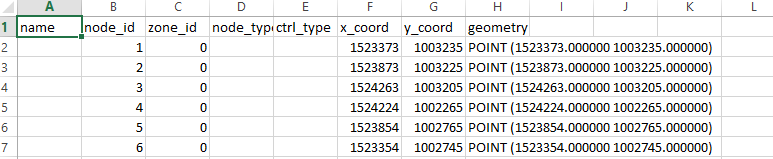 A B C D E F G H I J K L
1 name node_id zone_id node_typ ctrl_type x_coord y_coord geometry
2 1 0 1523373 1003235 POINT (1523373.000000 1003235.000000)
3 2 0 1523873 1003225 POINT (1523873.000000 1003225.000000)
4 3 0 1524263 1003205 POINT (1524263.000000 1003205.000000)
5 4 0 1524224 1002265 POINT (1524224.000000 1002265.000000)
6 5 0 1523854 1002765 POINT (1523854.000000 1002765.000000)
7 6 0 1523354 1002745 POINT (1523354.000000 1002745.000000)